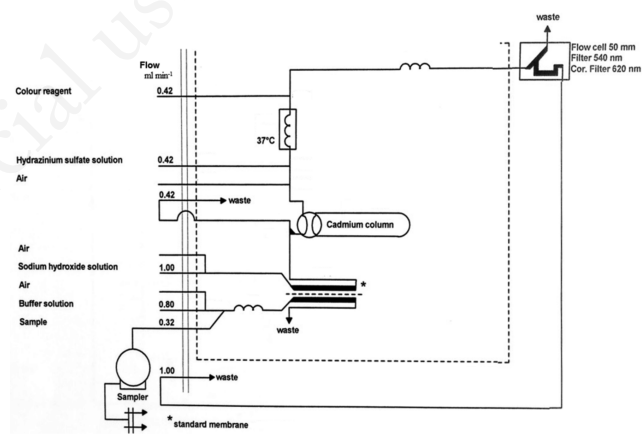 waste
Flow cell 50 mm
Filter 540 nm
Cor. Filter 620 nm
Flow
ml min⁻¹
Colour reagent 0.42
37°C
Hydrazinium sulfate solution 0.42
Air
0.42 waste
Cadmium column
Air
Sodium hydroxide solution 1.00
Air
*
Buffer solution 0.80
Sample 0.32
waste
1.00 waste
Sampler
* standard membrane